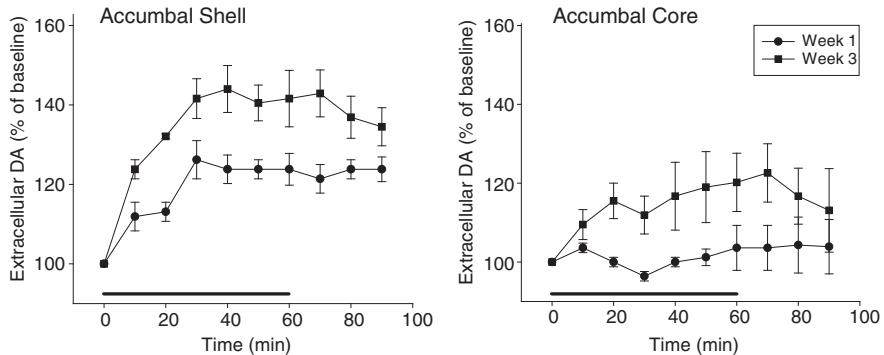 Accumbal Shell
160
140
120
100
Extracellular DA (% of baseline)
0 20 40 60 80 100
Time (min)
Accumbal Core
Week 1
Week 3
160
140
120
100
Extracellular DA (% of baseline)
0 20 40 60 80 100
Time (min)